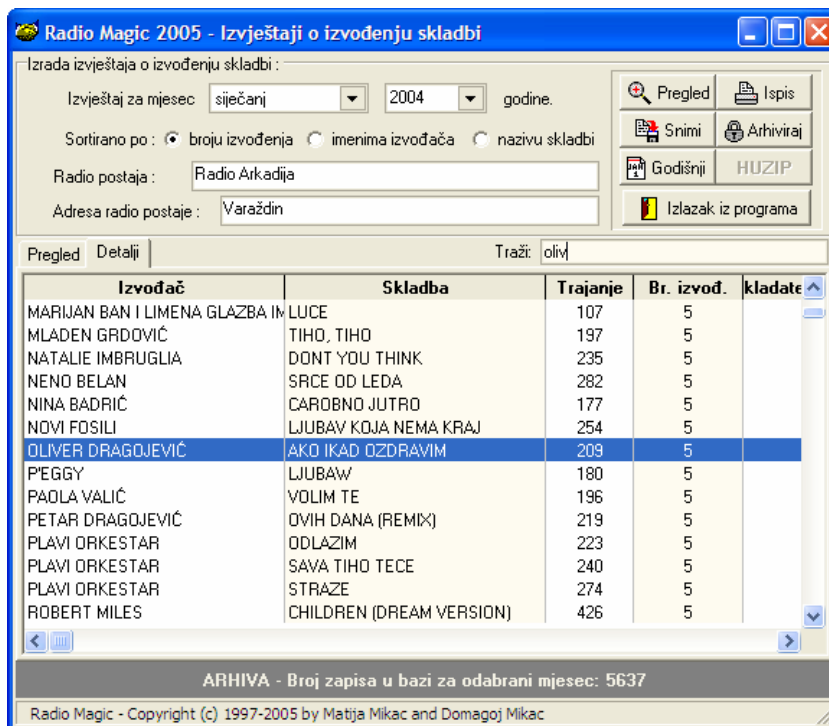 Radio Magic 2005 - Izvještaji o izvođenju skladbi
Izrada izvještaja o izvođenju skladbi :
Izvještaj za mjesec siječanj 2004 godine.
Sortirano po : broju izvođenja imenima izvođača nazivu skladbi
Radio postaja : Radio Arkadija
Adresa radio postaje : Varaždin
Pregled Ispis
Snimi Arhiviraj
Godišnji HUZIP
Izlazak iz programa
Pregled Detalji Traži: oliv
Izvođač Skladba Trajanje Br. izvođ. kladate
MARIJAN BAN I LIMENA GLAZBA IM LUCE 107 5
MLADEN GRDOVIĆ TIHO, TIHO 197 5
NATALIE IMBRUGLIA DONT YOU THINK 235 5
NENO BELAN SRCE OD LEDA 282 5
NINA BADRIĆ CAROBNO JUTRO 177 5
NOVI FOSILI LJUBAV KOJA NEMA KRAJ 254 5
OLIVER DRAGOJEVIĆ AKO IKAD OZDRAVIM 209 5
P'EGGY LJUBAW 180 5
PAOLA VALIĆ VOLIM TE 196 5
PETAR DRAGOJEVIĆ OVIH DANA (REMIX) 219 5
PLAVI ORKESTAR ODLAZIM 223 5
PLAVI ORKESTAR SAVA TIHO TECE 240 5
PLAVI ORKESTAR STRAZE 274 5
ROBERT MILES CHILDREN (DREAM VERSION) 426 5
ARHIVA - Broj zapisa u bazi za odabrani mjesec: 5637
Radio Magic - Copyright (c) 1997-2005 by Matija Mikac and Domagoj Mikac